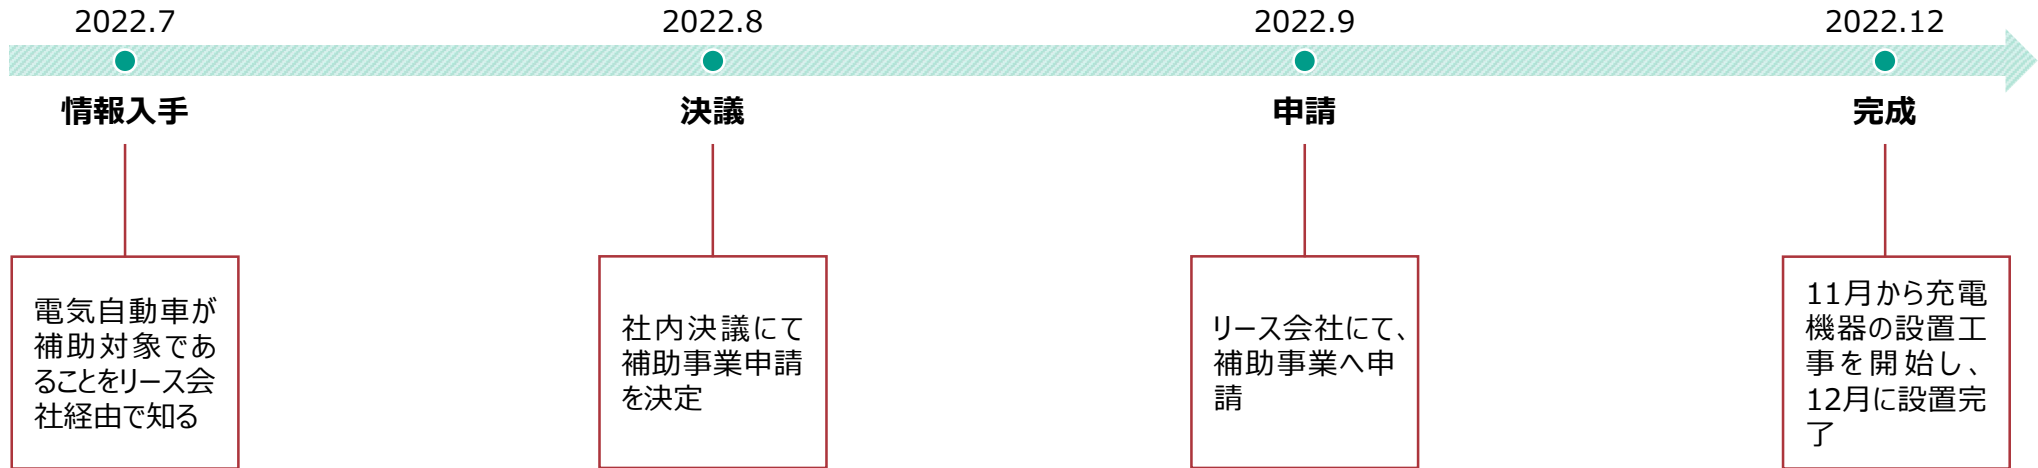 2022.7
2022.8
2022.9
2022.12
情報入手
決議
申請
完成
電気自動車が
補助対象であ
ることをリース会
社経由で知る
社内決議にて
補助事業申請
を決定
リース会社にて、
補助事業へ申
請
11月から充電
機器の設置工
事を開始し、
12月に設置完
了